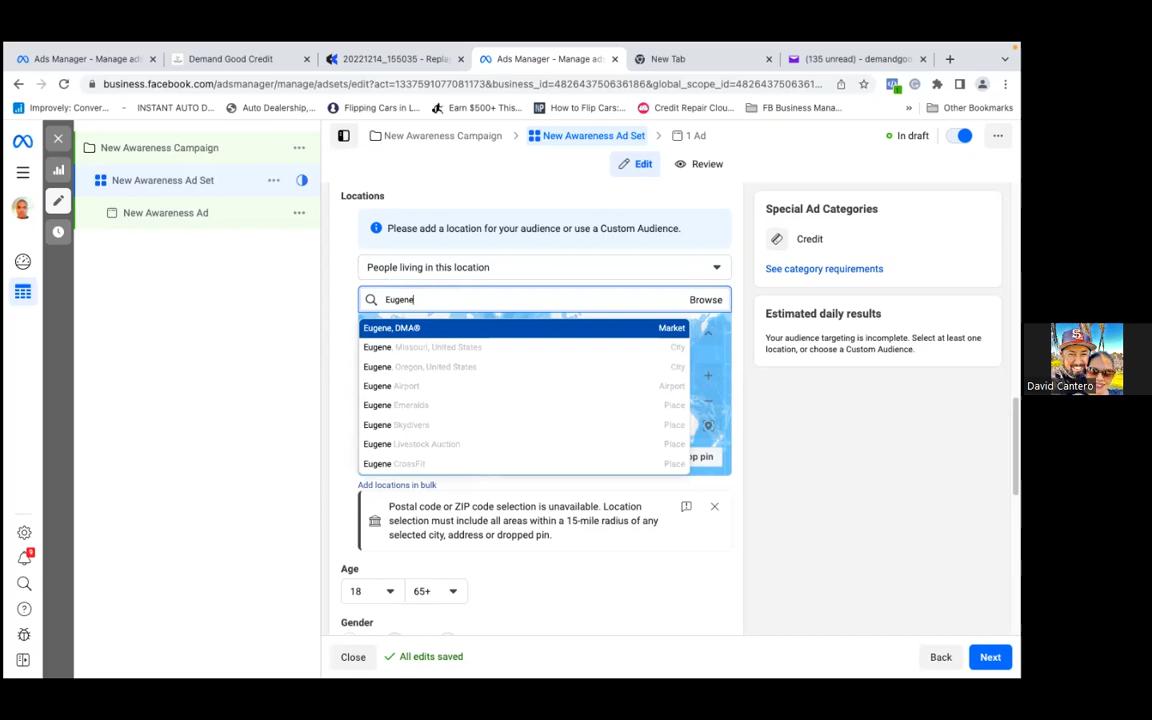 Ads Manager - Manage ad:
Demand Good Credit
20221214_155035 - Repla
Ads Manager - Manage ads
New Tab
(135 unread) - demandgoo
business.facebook.com/adsmanager/manage/adsets/edit?act=1337591077081173&business_id=482643750636186&global_scope_id=4826437506361...
Improvely: Conver...
INSTANT AUTO D...
Auto Dealership,...
Flipping Cars in L...
Earn $500+ This...
How to Flip Cars:...
Credit Repair Clou...
FB Business Mana...
»
Other Bookmarks
New Awareness Campaign
New Awareness Ad Set
New Awareness Ad
New Awareness Campaign
New Awareness Ad Set
1 Ad
In draft
Edit
Review
Locations
Please add a location for your audience or use a Custom Audience.
People living in this location
Eugene
Browse
Eugene, DMA® Market
Eugene, Missouri, United States City
Eugene, Oregon, United States City
Eugene Airport Airport
Eugene Emeralds Place
Eugene Skydivers Place
Eugene Livestock Auction Place
Eugene CrossFit Place
op pin
Add locations in bulk
Postal code or ZIP code selection is unavailable. Location
selection must include all areas within a 15-mile radius of any
selected city, address or dropped pin.
Age
18
65+
Gender
Close
All edits saved
Back
Next
Special Ad Categories
Credit
See category requirements
Estimated daily results
Your audience targeting is incomplete. Select at least one
location, or choose a Custom Audience.
David Cantero